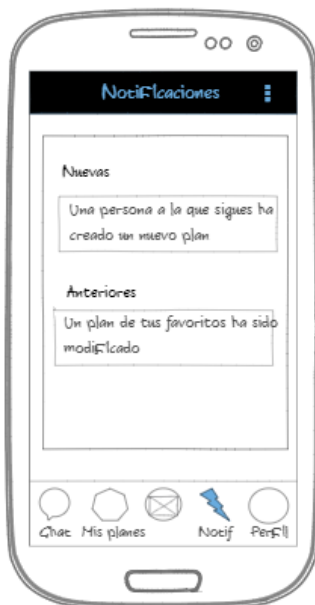 Notificaciones
Nuevas
Una persona a la que sigues ha
creado un nuevo plan
Anteriores
Un plan de tus favoritos ha sido
modificado
Chat Mis planes Notif Perfil